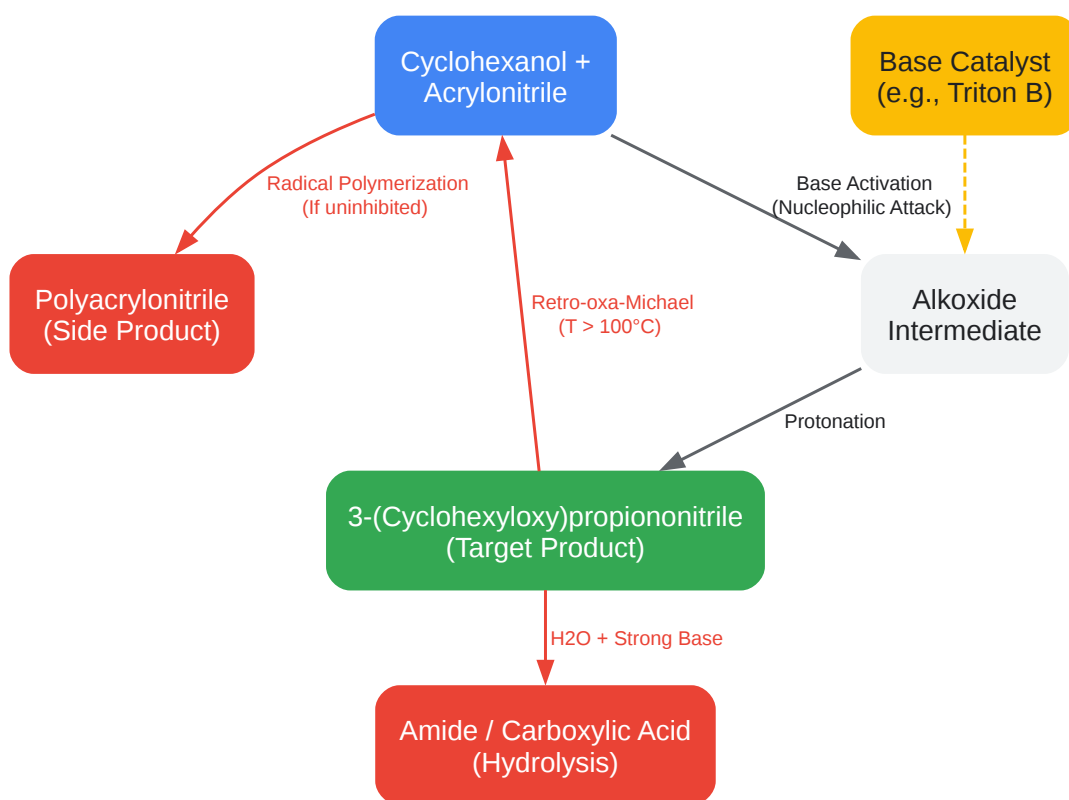 Cyclohexanol +
Acrylonitrile
Base Catalyst
(e.g., Triton B)
Radical Polymerization
(If uninhibited)
Base Activation
(Nucleophilic Attack)
Polyacrylonitrile
(Side Product)
Retro-oxa-Michael
(T > 100°C)
Alkoxide
Intermediate
Protonation
3-(Cyclohexyloxy)propiononitrile
(Target Product)
H2O + Strong Base
Amide / Carboxylic Acid
(Hydrolysis)